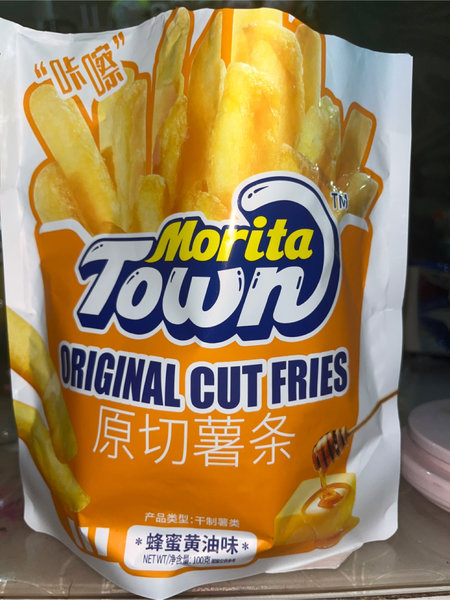 “咔嚓”
TM
Morita
Town
ORIGINAL CUT FRIES
原切薯条
产品类型:干制薯类
*蜂蜜黄油味*
NET WT/净含量:100克